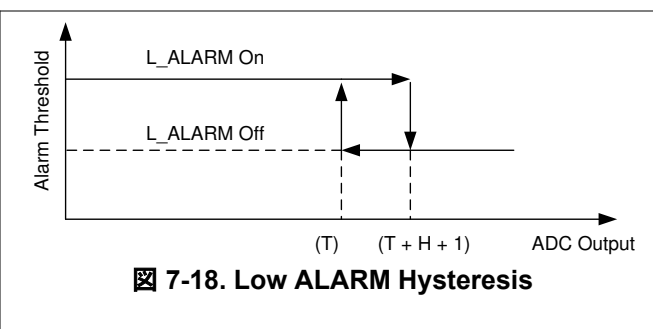 Alarm Threshold
L_ALARM On
L_ALARM Off
(T) (T + H + 1) ADC Output
図 7-18. Low ALARM Hysteresis